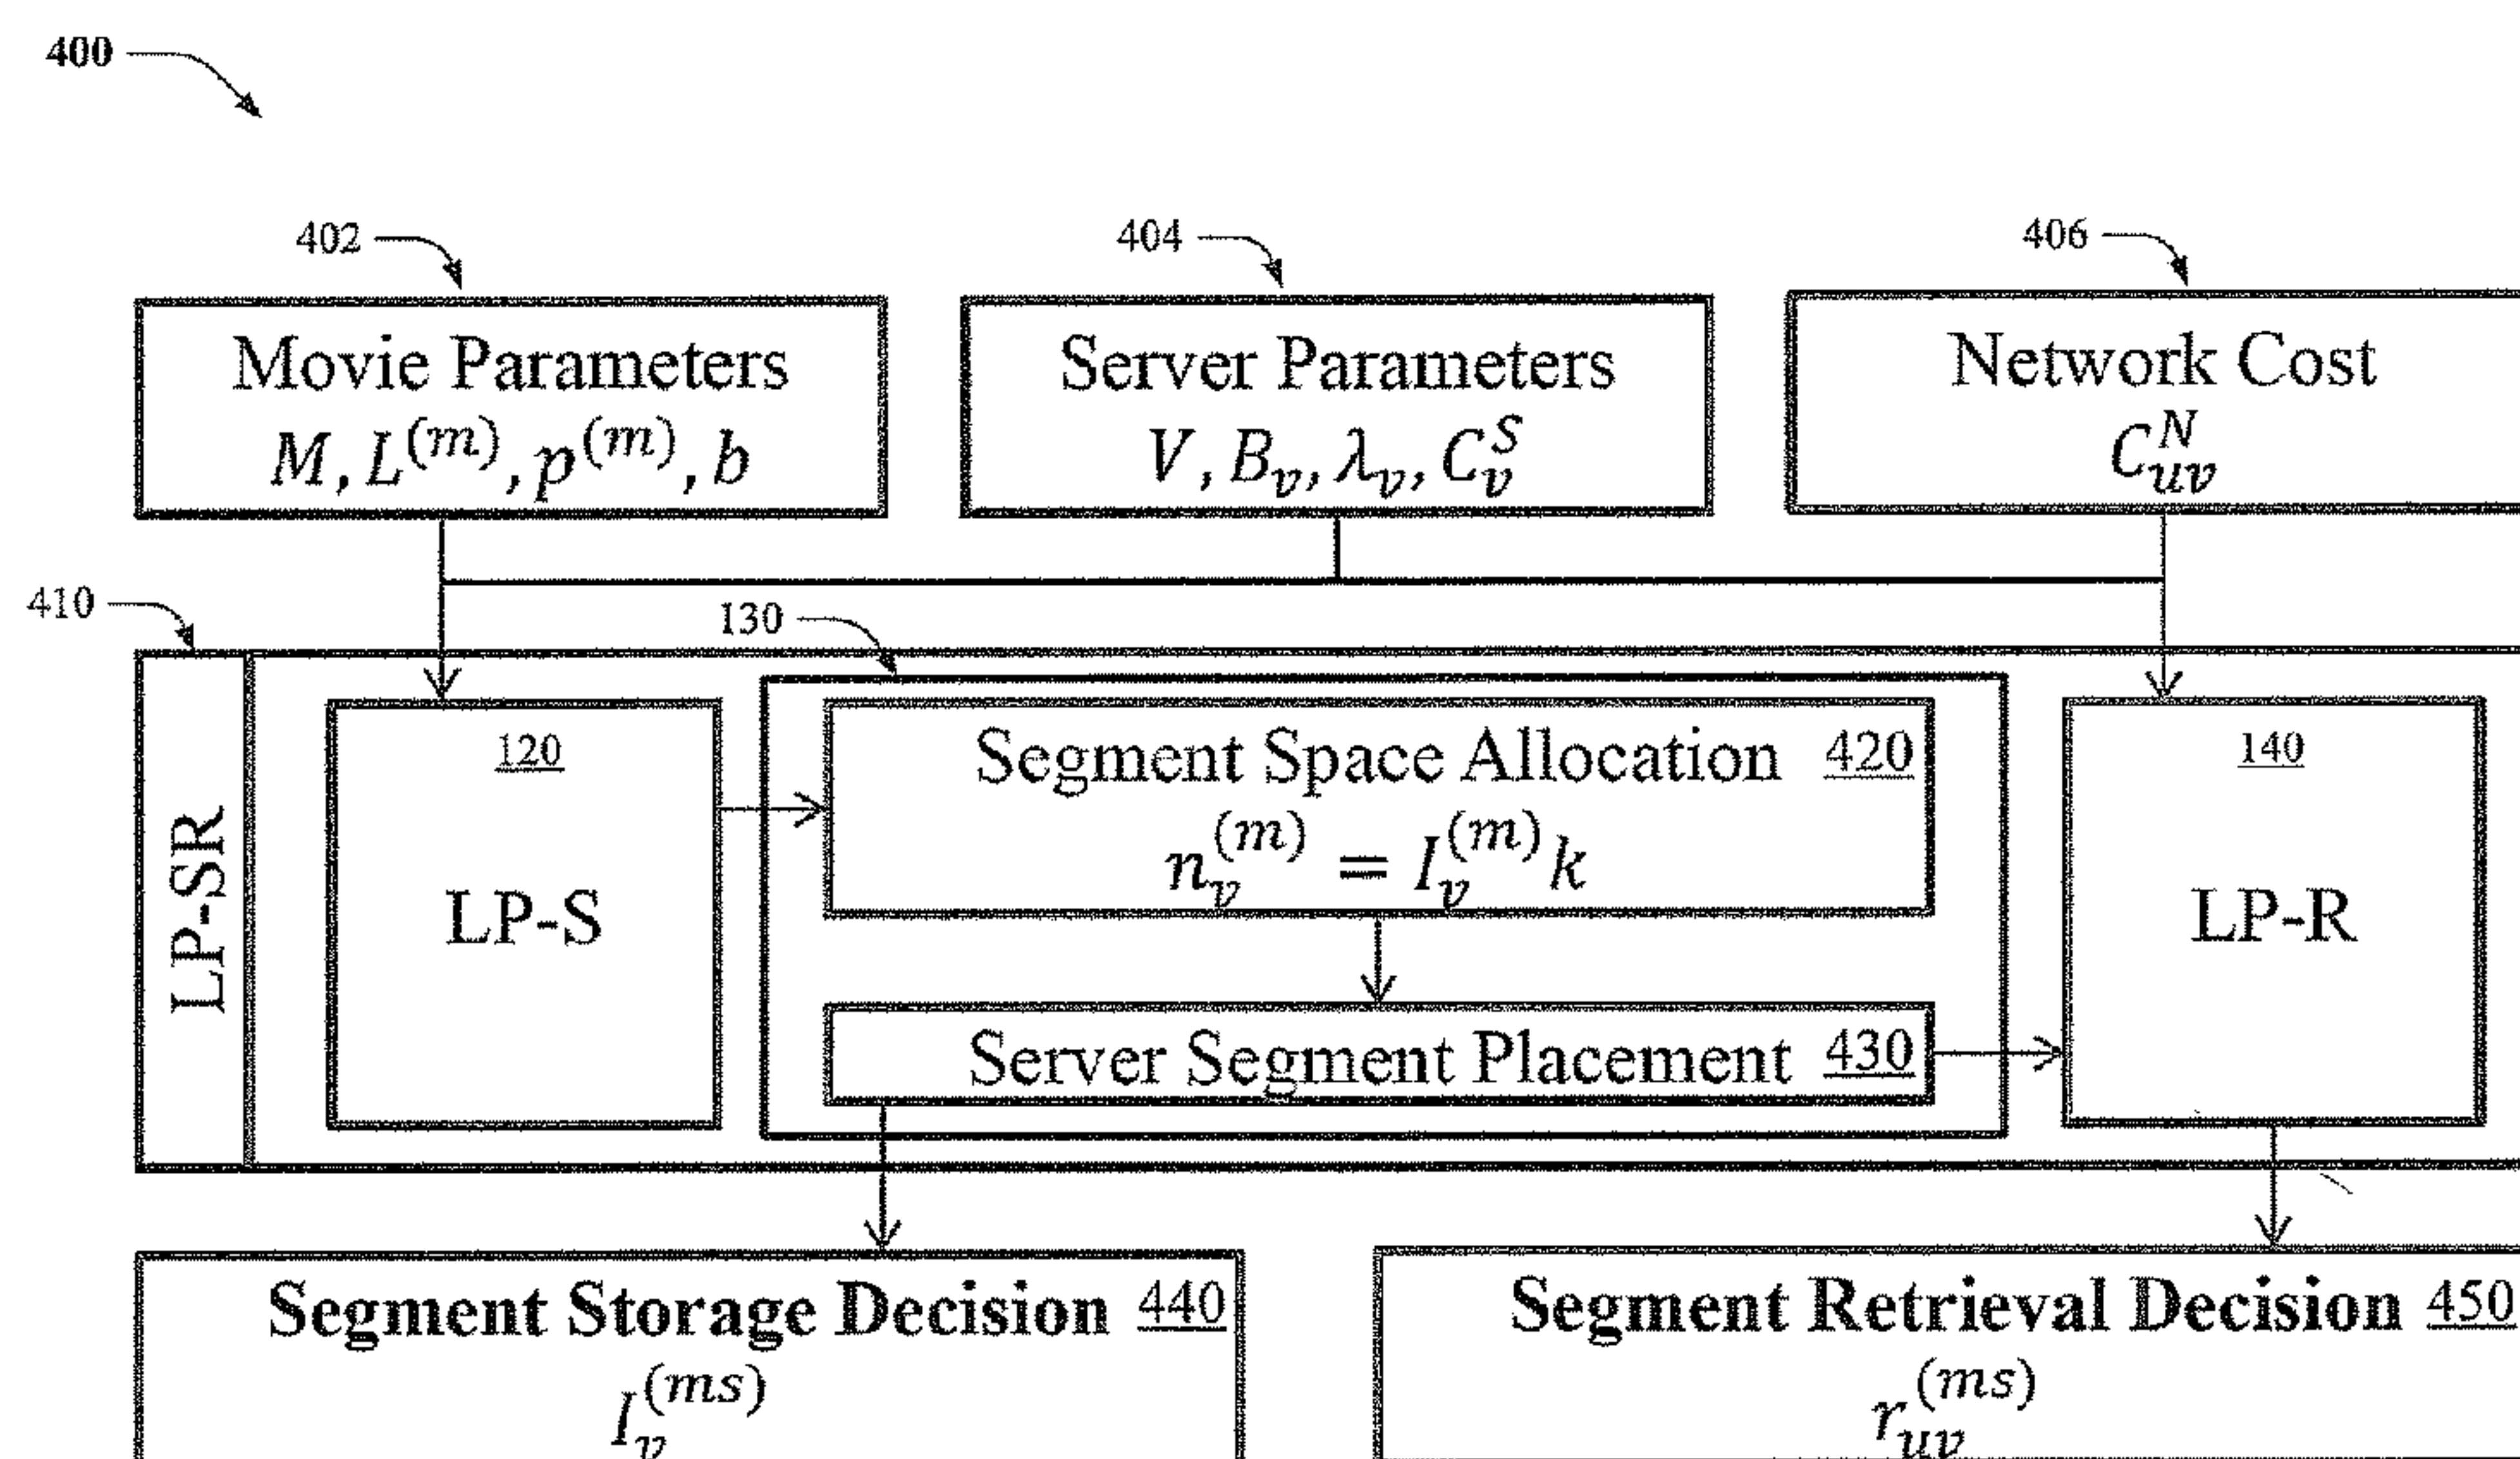 400
402
404
406
Movie Parameters
M, L^(m), p^(m), b
Server Parameters
V, B_v, λ_v, C_v^S
Network Cost
C_uv^N
410
130
LP-SR
120
LP-S
Segment Space Allocation 420
n_v^(m) = I_v^(m) k
Server Segment Placement 430
140
LP-R
Segment Storage Decision 440
I_v^(ms)
Segment Retrieval Decision 450
r_uv^(ms)